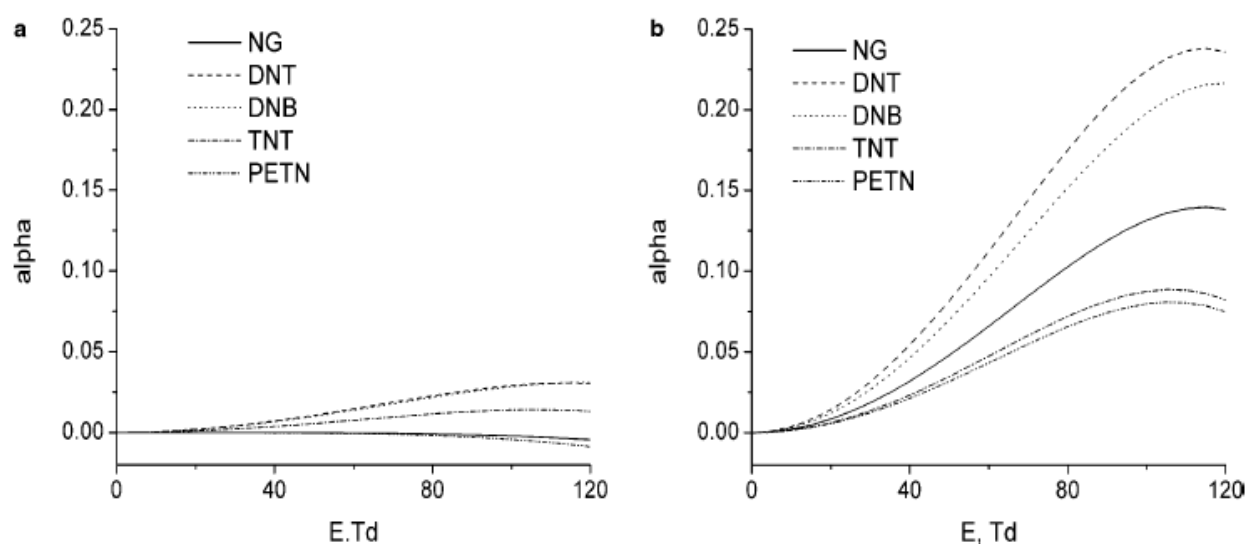 a
0.25
0.20
0.15
0.10
0.05
0.00
alpha
NG
DNT
DNB
TNT
PETN
0 40 80 120
E.Td
b
0.25
0.20
0.15
0.10
0.05
0.00
alpha
NG
DNT
DNB
TNT
PETN
0 40 80 120
E, Td